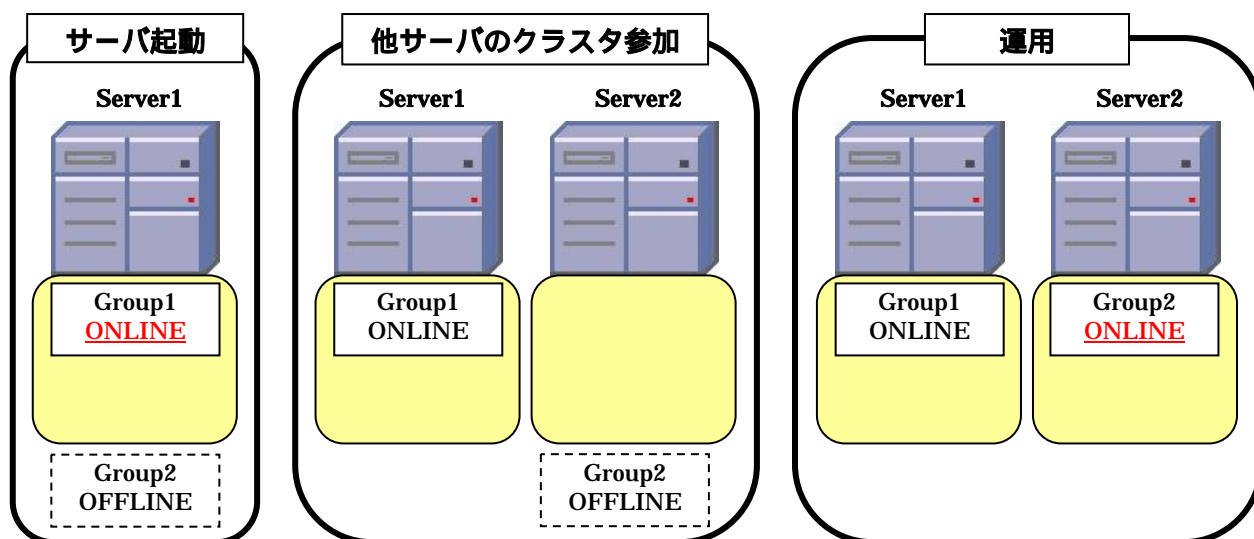 サーバ起動
Server1
Group1
ONLINE
Group2
OFFLINE
他サーバのクラスタ参加
Server1
Server2
Group1
ONLINE
Group2
OFFLINE
運用
Server1
Server2
Group1
ONLINE
Group2
ONLINE